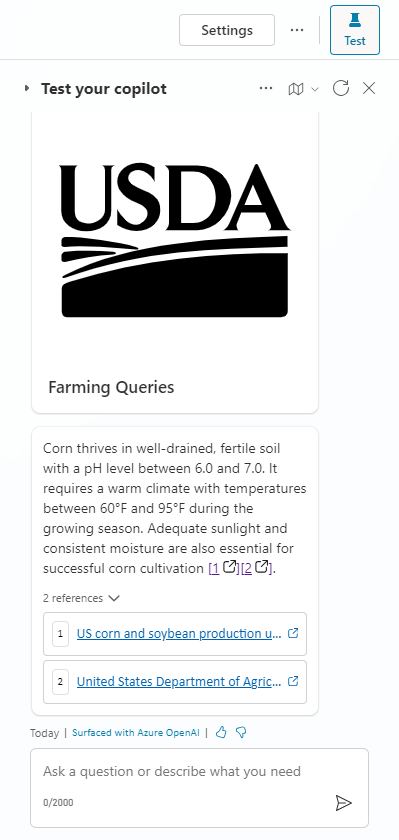 Settings
Test
Test your copilot
USDA
Farming Queries
Corn thrives in well-drained, fertile soil
with a pH level between 6.0 and 7.0. It
requires a warm climate with temperatures
between 60°F and 95°F during the
growing season. Adequate sunlight and
consistent moisture are also essential for
successful corn cultivation [1][2].
2 references
1 US corn and soybean production u...
2 United States Department of Agric...
Today | Surfaced with Azure OpenAI |
Ask a question or describe what you need
0/2000